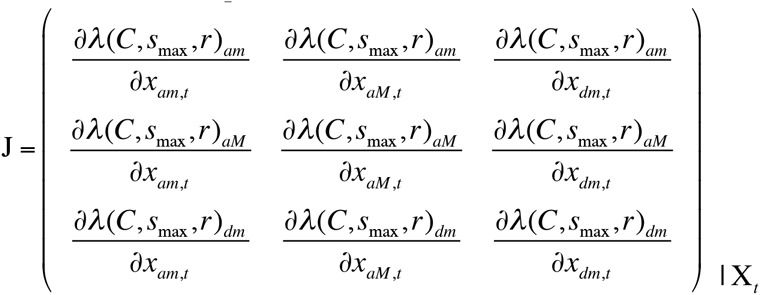 J = ( ∂λ(C,s_max,r)_am / ∂x_am,t   ∂λ(C,s_max,r)_am / ∂x_aM,t   ∂λ(C,s_max,r)_am / ∂x_dm,t
∂λ(C,s_max,r)_aM / ∂x_am,t   ∂λ(C,s_max,r)_aM / ∂x_aM,t   ∂λ(C,s_max,r)_aM / ∂x_dm,t
∂λ(C,s_max,r)_dm / ∂x_am,t   ∂λ(C,s_max,r)_dm / ∂x_aM,t   ∂λ(C,s_max,r)_dm / ∂x_dm,t ) | X_t